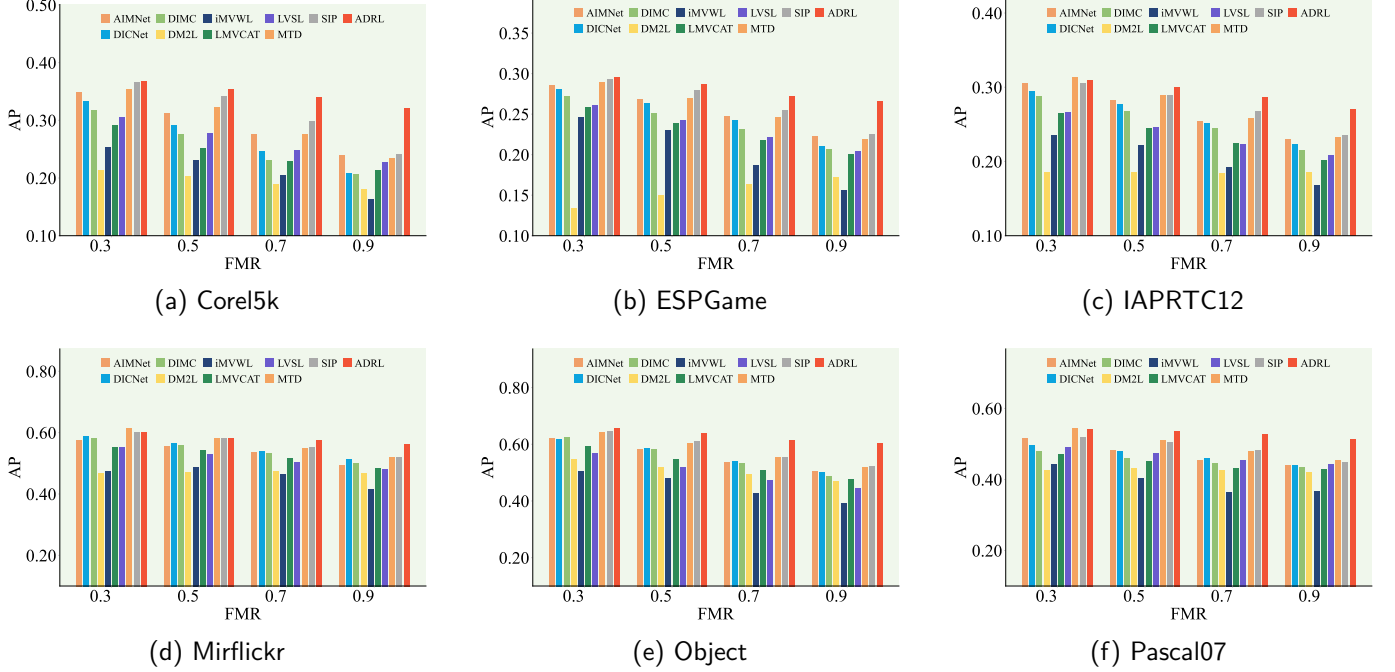 0.50
AIMNet DIMC iMVWL LVSL SIP ADRL
DICNet DM2L LMVCAT MTD
0.40
AP
0.30
0.20
0.10
0.3 0.5 0.7 0.9
FMR
(a) Corel5k
AIMNet DIMC iMVWL LVSL SIP ADRL
DICNet DM2L LMVCAT MTD
0.35
0.30
AP
0.25
0.20
0.15
0.10
0.3 0.5 0.7 0.9
FMR
(b) ESPGame
AIMNet DIMC iMVWL LVSL SIP ADRL
0.40
DICNet DM2L LMVCAT MTD
0.30
AP
0.20
0.10
0.3 0.5 0.7 0.9
FMR
(c) IAPRTC12
AIMNet DIMC iMVWL LVSL SIP ADRL
0.80
DICNet DM2L LMVCAT MTD
0.60
AP
0.40
0.20
0.3 0.5 0.7 0.9
FMR
(d) Mirflickr
AIMNet DIMC iMVWL LVSL SIP ADRL
DICNet DM2L LMVCAT MTD
0.80
0.60
AP
0.40
0.20
0.3 0.5 0.7 0.9
FMR
(e) Object
AIMNet DIMC iMVWL LVSL SIP ADRL
DICNet DM2L LMVCAT MTD
0.60
AP
0.40
0.20
0.3 0.5 0.7 0.9
FMR
(f) Pascal07